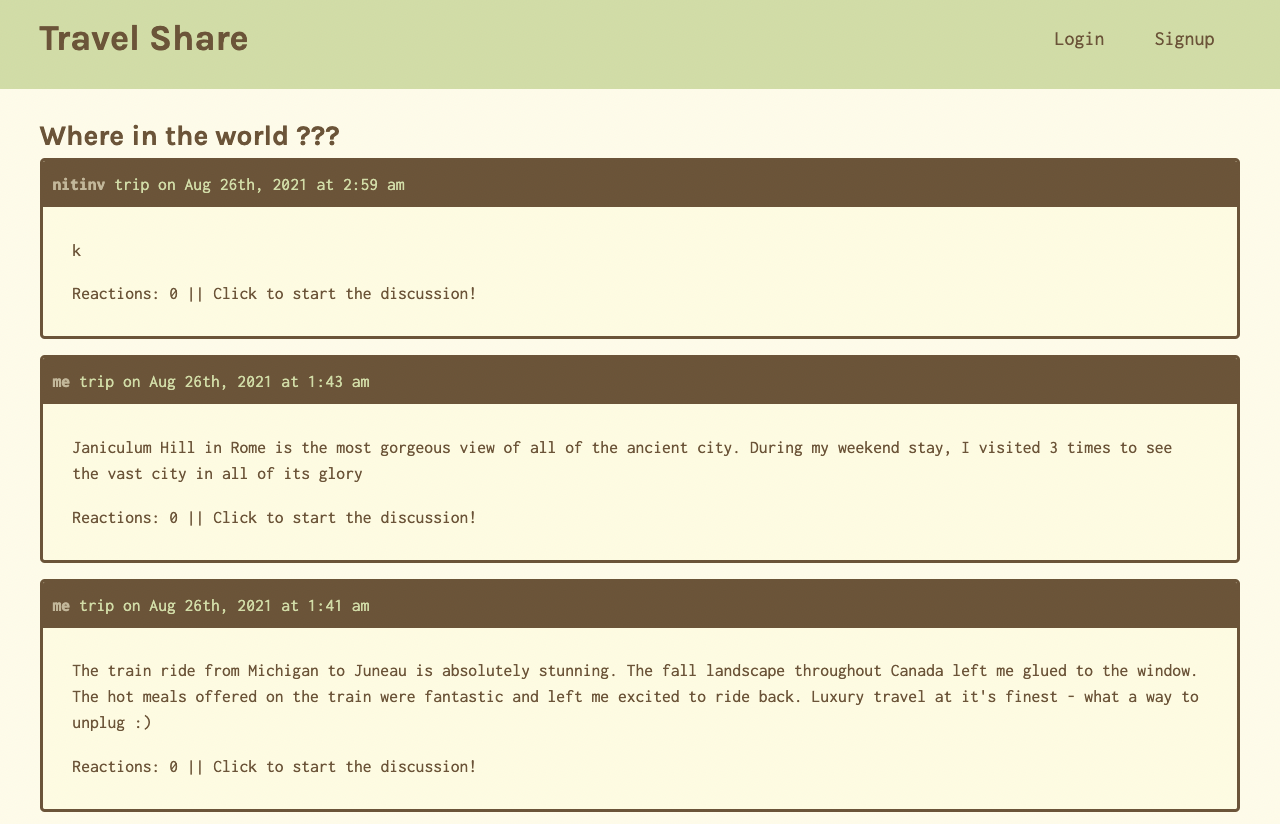 Travel Share
Login Signup
Where in the world ???
nitinv trip on Aug 26th, 2021 at 2:59 am
k
Reactions: 0 || Click to start the discussion!
me trip on Aug 26th, 2021 at 1:43 am
Janiculum Hill in Rome is the most gorgeous view of all of the ancient city. During my weekend stay, I visited 3 times to see
the vast city in all of its glory
Reactions: 0 || Click to start the discussion!
me trip on Aug 26th, 2021 at 1:41 am
The train ride from Michigan to Juneau is absolutely stunning. The fall landscape throughout Canada left me glued to the window.
The hot meals offered on the train were fantastic and left me excited to ride back. Luxury travel at it's finest - what a way to
unplug :)
Reactions: 0 || Click to start the discussion!